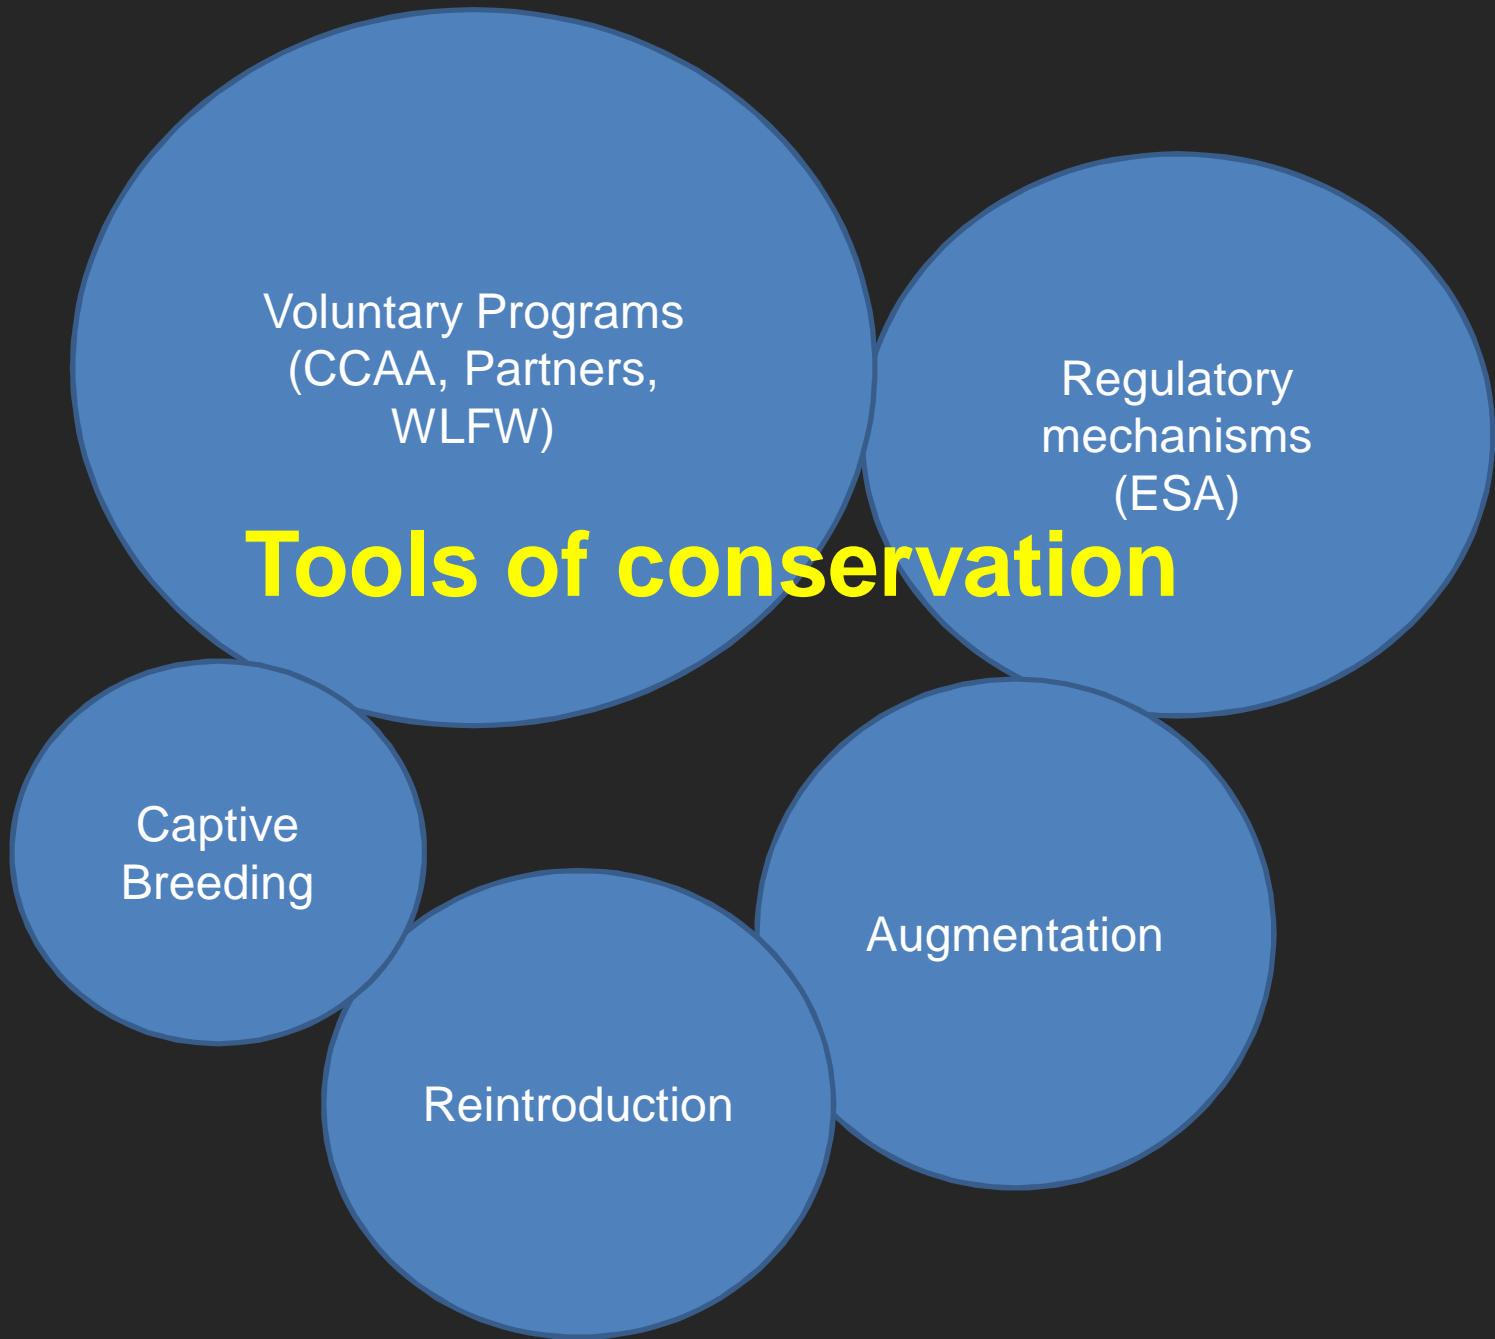 Voluntary Programs
(CCAA, Partners,
WLFW)
Regulatory
mechanisms
(ESA)
Tools of conservation
Captive
Breeding
Augmentation
Reintroduction